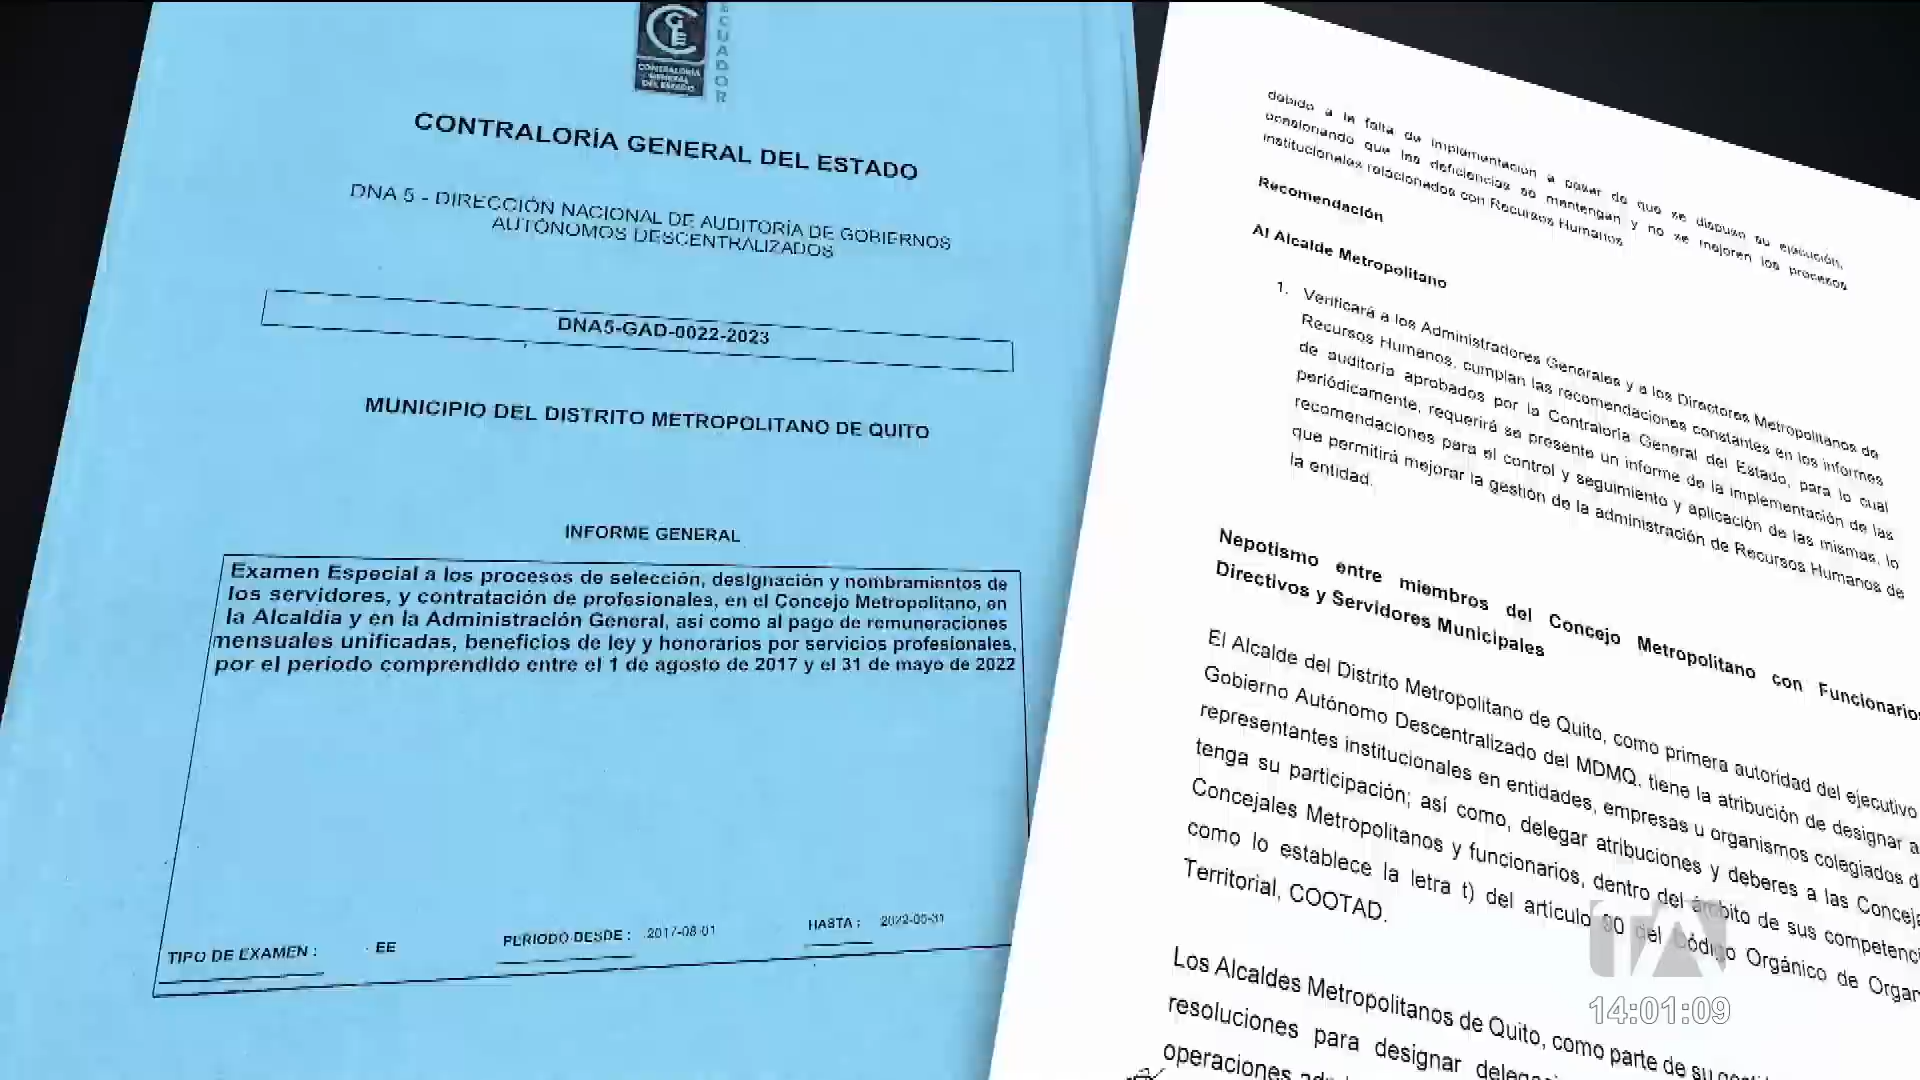 ECUADOR
CGE
CONTRALORÍA
GENERAL
DEL ESTADO
CONTRALORÍA GENERAL DEL ESTADO
DNA 5 - DIRECCIÓN NACIONAL DE AUDITORÍA DE GOBIERNOS
AUTÓNOMOS DESCENTRALIZADOS
DNA5-GAD-0022-2023
MUNICIPIO DEL DISTRITO METROPOLITANO DE QUITO
INFORME GENERAL
Examen Especial a los procesos de selección, designación y nombramientos de
los servidores, y contratación de profesionales, en el Concejo Metropolitano, en
la Alcaldía y en la Administración General, así como al pago de remuneraciones
mensuales unificadas, beneficios de ley y honorarios por servicios profesionales,
por el periodo comprendido entre el 1 de agosto de 2017 y el 31 de mayo de 2022
TIPO DE EXAMEN : EE PERIODO DESDE : 2017-08-01 HASTA : 2022-05-31
debido a la falta de implementación a pesar de que se dispuso su ejecución,
ocasionando que las deficiencias se mantengan y no se mejoren los procesos
institucionales relacionados con Recursos Humanos
Recomendación
Al Alcalde Metropolitano
1. Verificará a los Administradores Generales y a los Directores Metropolitanos de
Recursos Humanos, cumplan las recomendaciones constantes en los informes
de auditoría aprobados por la Contraloría General del Estado, para lo cual
periódicamente, requerirá se presente un informe de la implementación de las
recomendaciones para el control y seguimiento y aplicación de las mismas, lo
que permitirá mejorar la gestión de la administración de Recursos Humanos de
la entidad.
Nepotismo entre miembros del Concejo Metropolitano con Funcionarios
Directivos y Servidores Municipales
El Alcalde del Distrito Metropolitano de Quito, como primera autoridad del ejecutivo
Gobierno Autónomo Descentralizado del MDMQ, tiene la atribución de designar a
representantes institucionales en entidades, empresas u organismos colegiados d
tenga su participación; así como, delegar atribuciones y deberes a las Conceja
Concejales Metropolitanos y funcionarios, dentro del ámbito de sus competenci
como lo establece la letra t) del artículo 90 del Código Orgánico de Organ
Territorial, COOTAD.
Los Alcaldes Metropolitanos de Quito, como parte de su gesti
resoluciones para designar delega
operaciones
TA
14:01:09